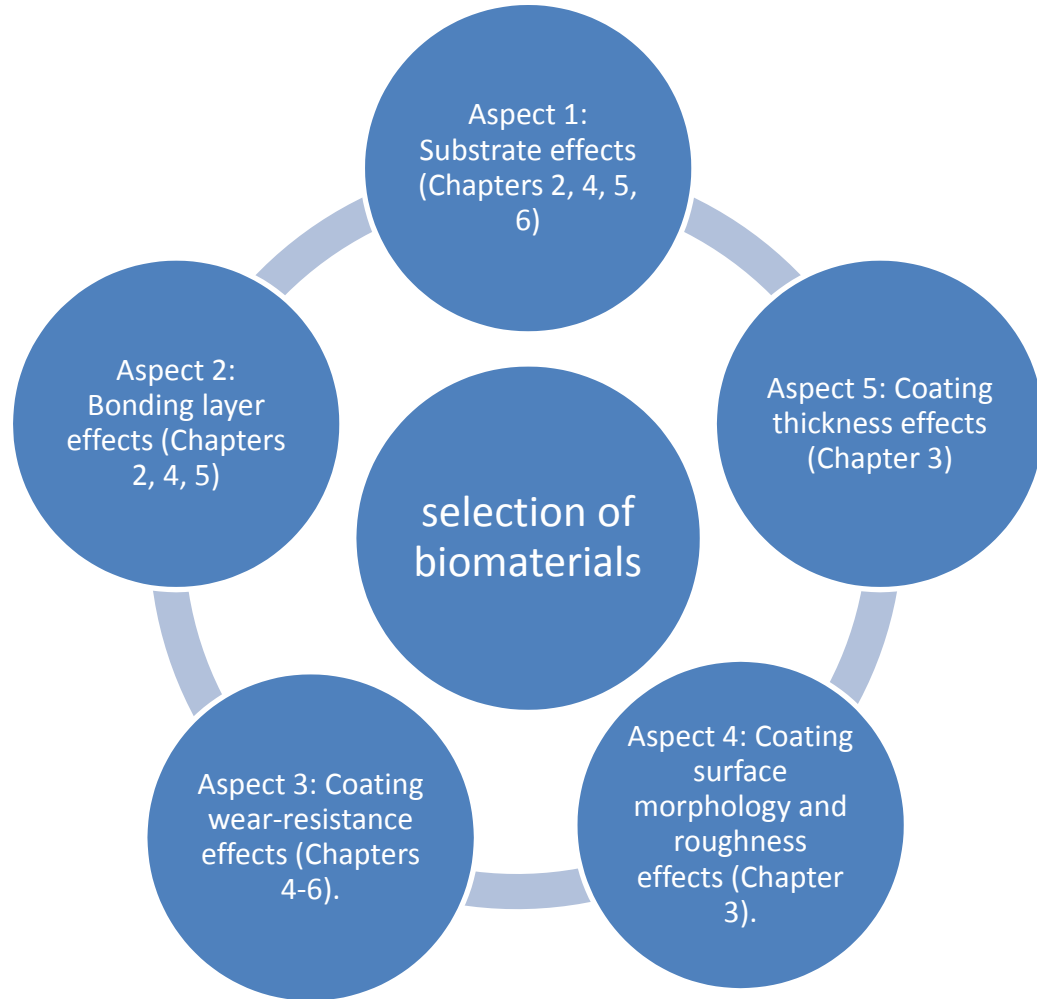 Aspect 1:
Substrate effects
(Chapters 2, 4, 5,
6)
Aspect 2:
Bonding layer
effects (Chapters
2, 4, 5)
Aspect 5: Coating
thickness effects
(Chapter 3)
selection of
biomaterials
Aspect 3: Coating
wear-resistance
effects (Chapters
4-6).
Aspect 4: Coating
surface
morphology and
roughness
effects (Chapter
3).